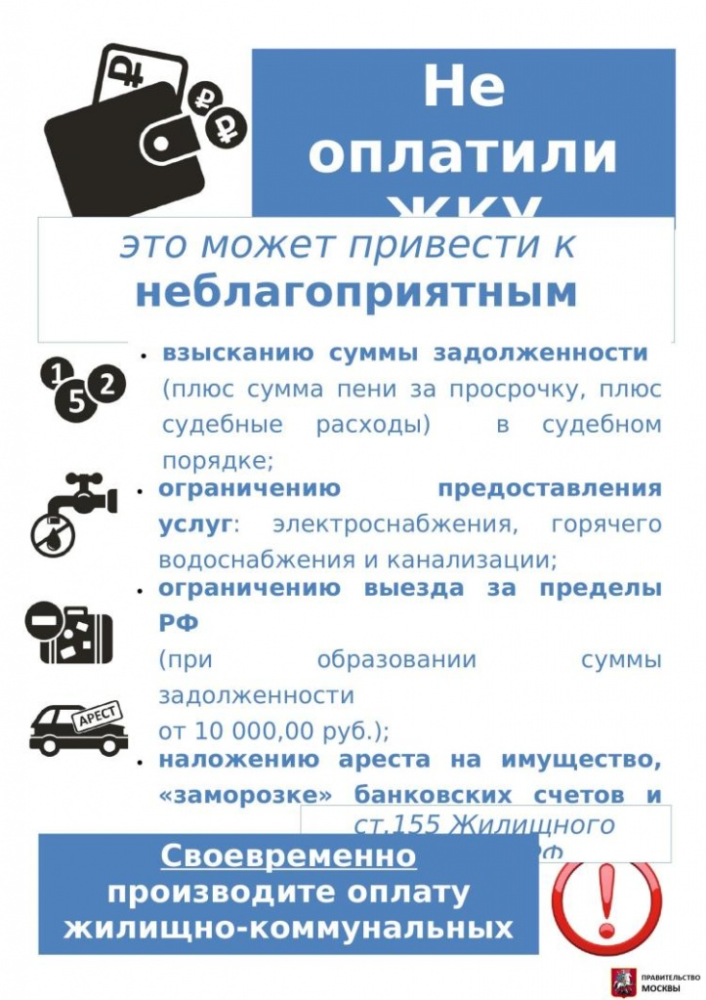 Не
оплатили
ЖКУ
это может привести к
неблагоприятным
1
5
2
• взысканию суммы задолженности
(плюс сумма пени за просрочку, плюс
судебные расходы) в судебном
порядке;
• ограничению предоставления
услуг: электроснабжения, горячего
водоснабжения и канализации;
• ограничению выезда за пределы
РФ
(при образовании суммы
задолженности
от 10 000,00 руб.);
АРЕСТ
• наложению ареста на имущество,
«заморозке» банковских счетов и
ст.155 Жилищного
РФ
Своевременно
производите оплату
жилищно-коммунальных
ПРАВИТЕЛЬСТВО
МОСКВЫ